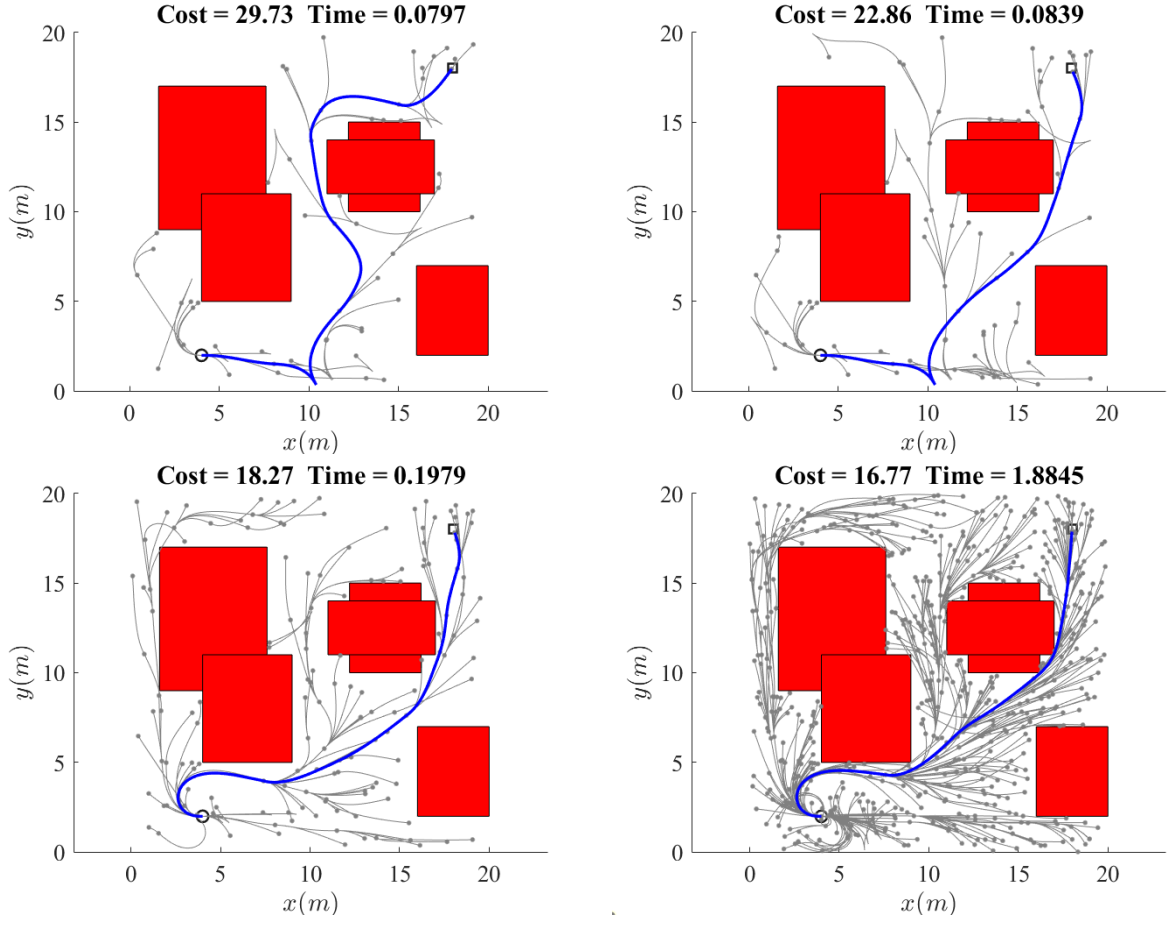 Cost = 29.73 Time = 0.0797
20
15
10
5
0
y(m)
0 5 10 15 20
x(m)
Cost = 22.86 Time = 0.0839
20
15
10
5
0
y(m)
0 5 10 15 20
x(m)
Cost = 18.27 Time = 0.1979
20
15
10
5
0
y(m)
0 5 10 15 20
x(m)
Cost = 16.77 Time = 1.8845
20
15
10
5
0
y(m)
0 5 10 15 20
x(m)